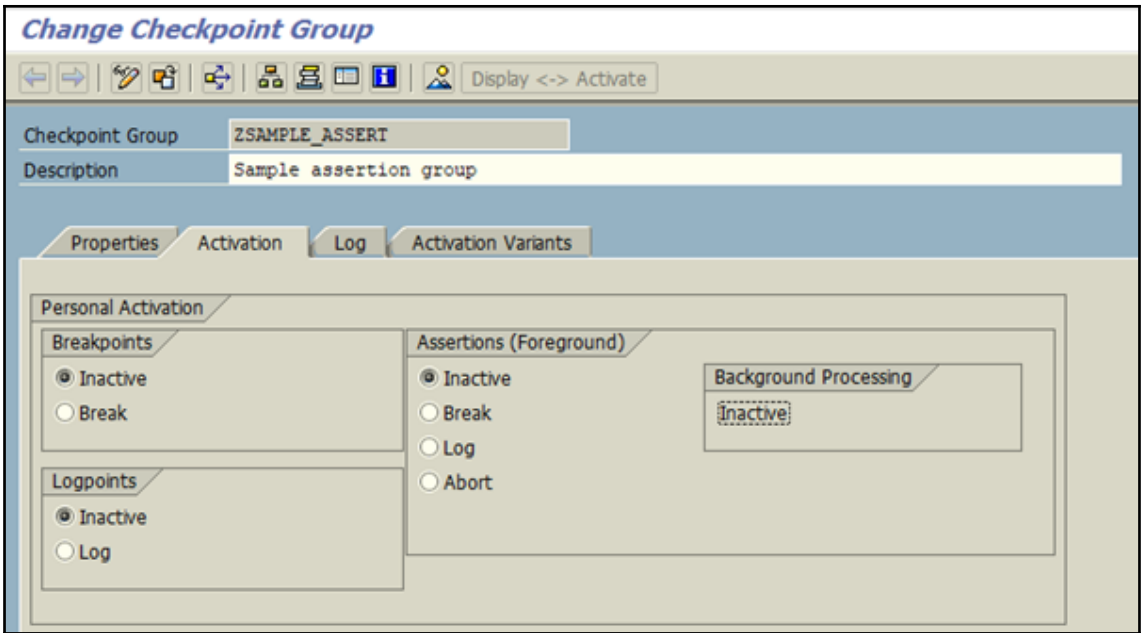 Change Checkpoint Group
Display <-> Activate
Checkpoint Group ZSAMPLE_ASSERT
Description Sample assertion group
Properties Activation Log Activation Variants
Personal Activation
Breakpoints
Inactive
Break
Logpoints
Inactive
Log
Assertions (Foreground)
Inactive
Break
Log
Abort
Background Processing
Inactive